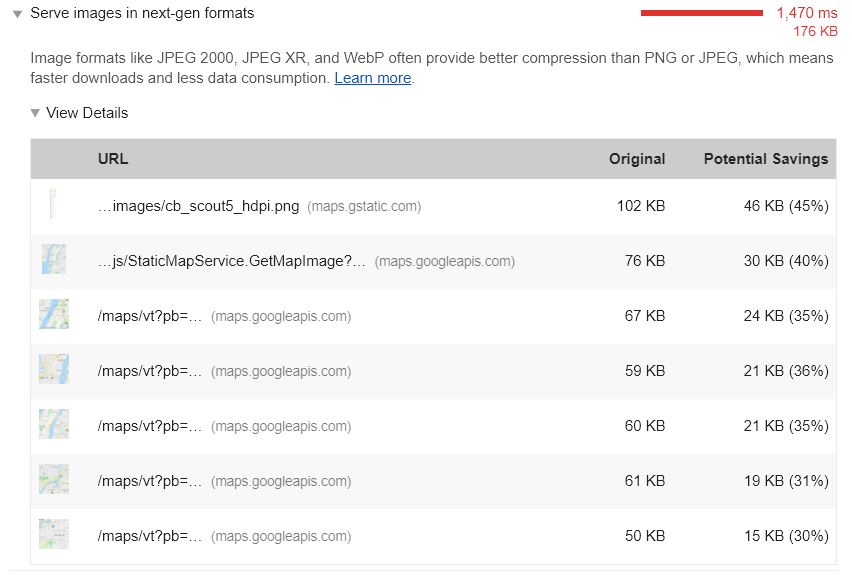 Serve images in next-gen formats 1,470 ms
176 KB
Image formats like JPEG 2000, JPEG XR, and WebP often provide better compression than PNG or JPEG, which means
faster downloads and less data consumption. Learn more.
View Details
URL Original Potential Savings
…images/cb_scout5_hdpi.png (maps.gstatic.com) 102 KB 46 KB (45%)
…js/StaticMapService.GetMapImage?… (maps.googleapis.com) 76 KB 30 KB (40%)
/maps/vt?pb=… (maps.googleapis.com) 67 KB 24 KB (35%)
/maps/vt?pb=… (maps.googleapis.com) 59 KB 21 KB (36%)
/maps/vt?pb=… (maps.googleapis.com) 60 KB 21 KB (35%)
/maps/vt?pb=… (maps.googleapis.com) 61 KB 19 KB (31%)
/maps/vt?pb=… (maps.googleapis.com) 50 KB 15 KB (30%)